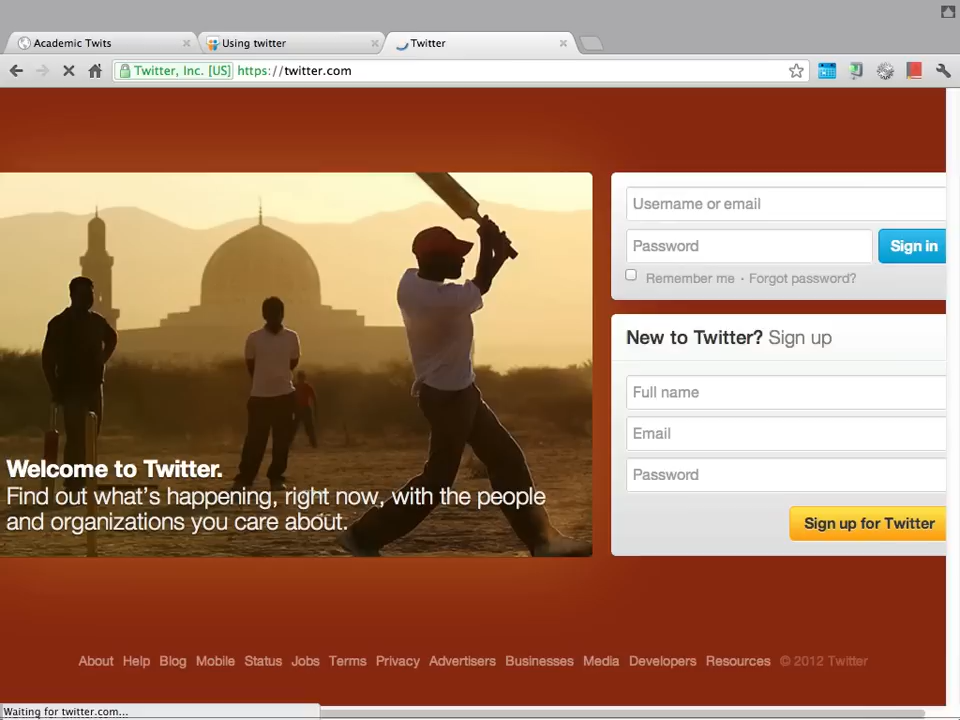 Academic Twits
Using twitter
Twitter
Twitter, Inc. [US] https://twitter.com
Username or email
Password
Sign in
Remember me · Forgot password?
New to Twitter? Sign up
Full name
Email
Password
Sign up for Twitter
Welcome to Twitter.
Find out what's happening, right now, with the people
and organizations you care about.
About Help Blog Mobile Status Jobs Terms Privacy Advertisers Businesses Media Developers Resources © 2012 Twitter
Waiting for twitter.com...